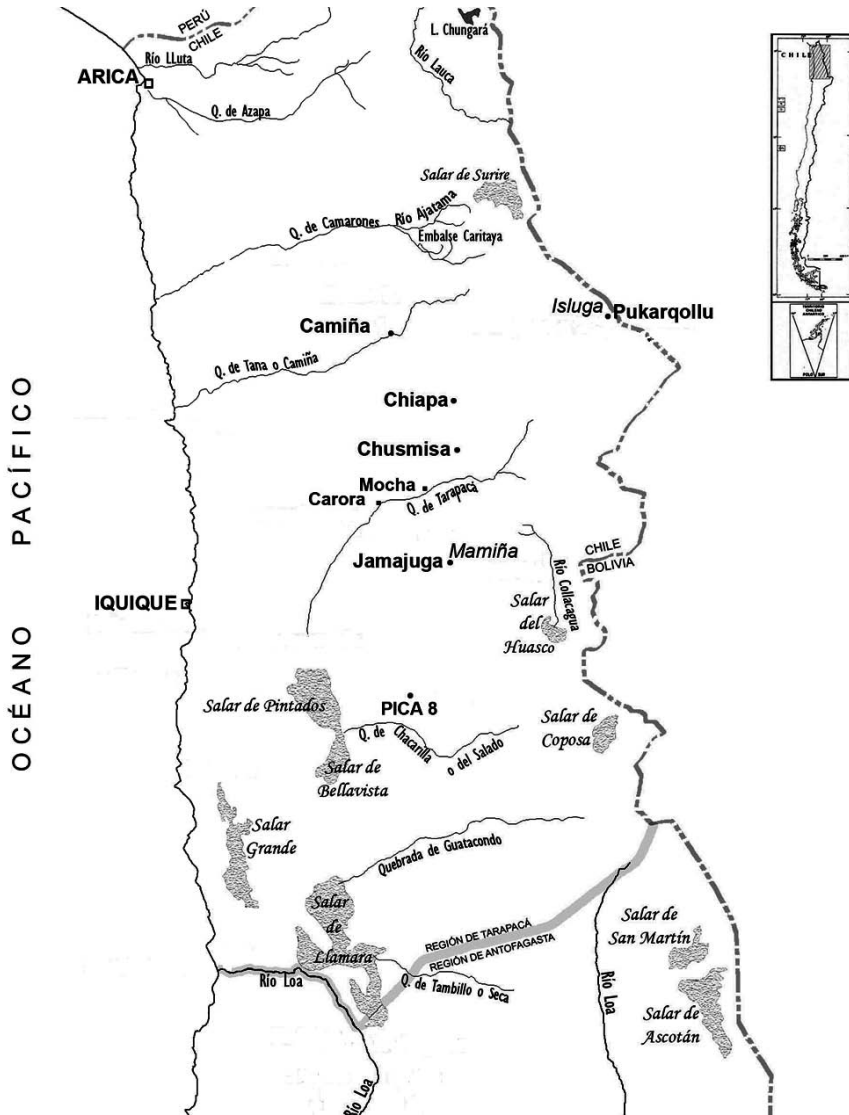 PERÚ
CHILE
L. Chungará
Río LLuta
ARICA
Río Lauca
CHILE
Q. de Azapa
Salar de Surire
Río Ajatama
Q. de Camarones
Embalse Caritaya
Isluga
Pukarqollu
Camiña
Q. de Tana o Camiña
Chiapa
OCÉANO PACÍFICO
Chusmisa
Mocha
Carora
Q. de Tarapacá
Jamajuga
Mamiña
CHILE
BOLIVIA
Río Collacagua
IQUIQUE
Salar
del
Huasco
Salar de Pintados
PICA 8
Q. de Chacarilla o del Salado
Salar de
Coposa
Salar de
Bellavista
Salar
Grande
Quebrada de Guatacondo
Salar
de
Llamara
REGIÓN DE TARAPACÁ
REGIÓN DE ANTOFAGASTA
Salar de
San Martín
Río Loa
Q. de Tambillo o Seca
Río Loa
Salar de
Ascotán
Río Loa